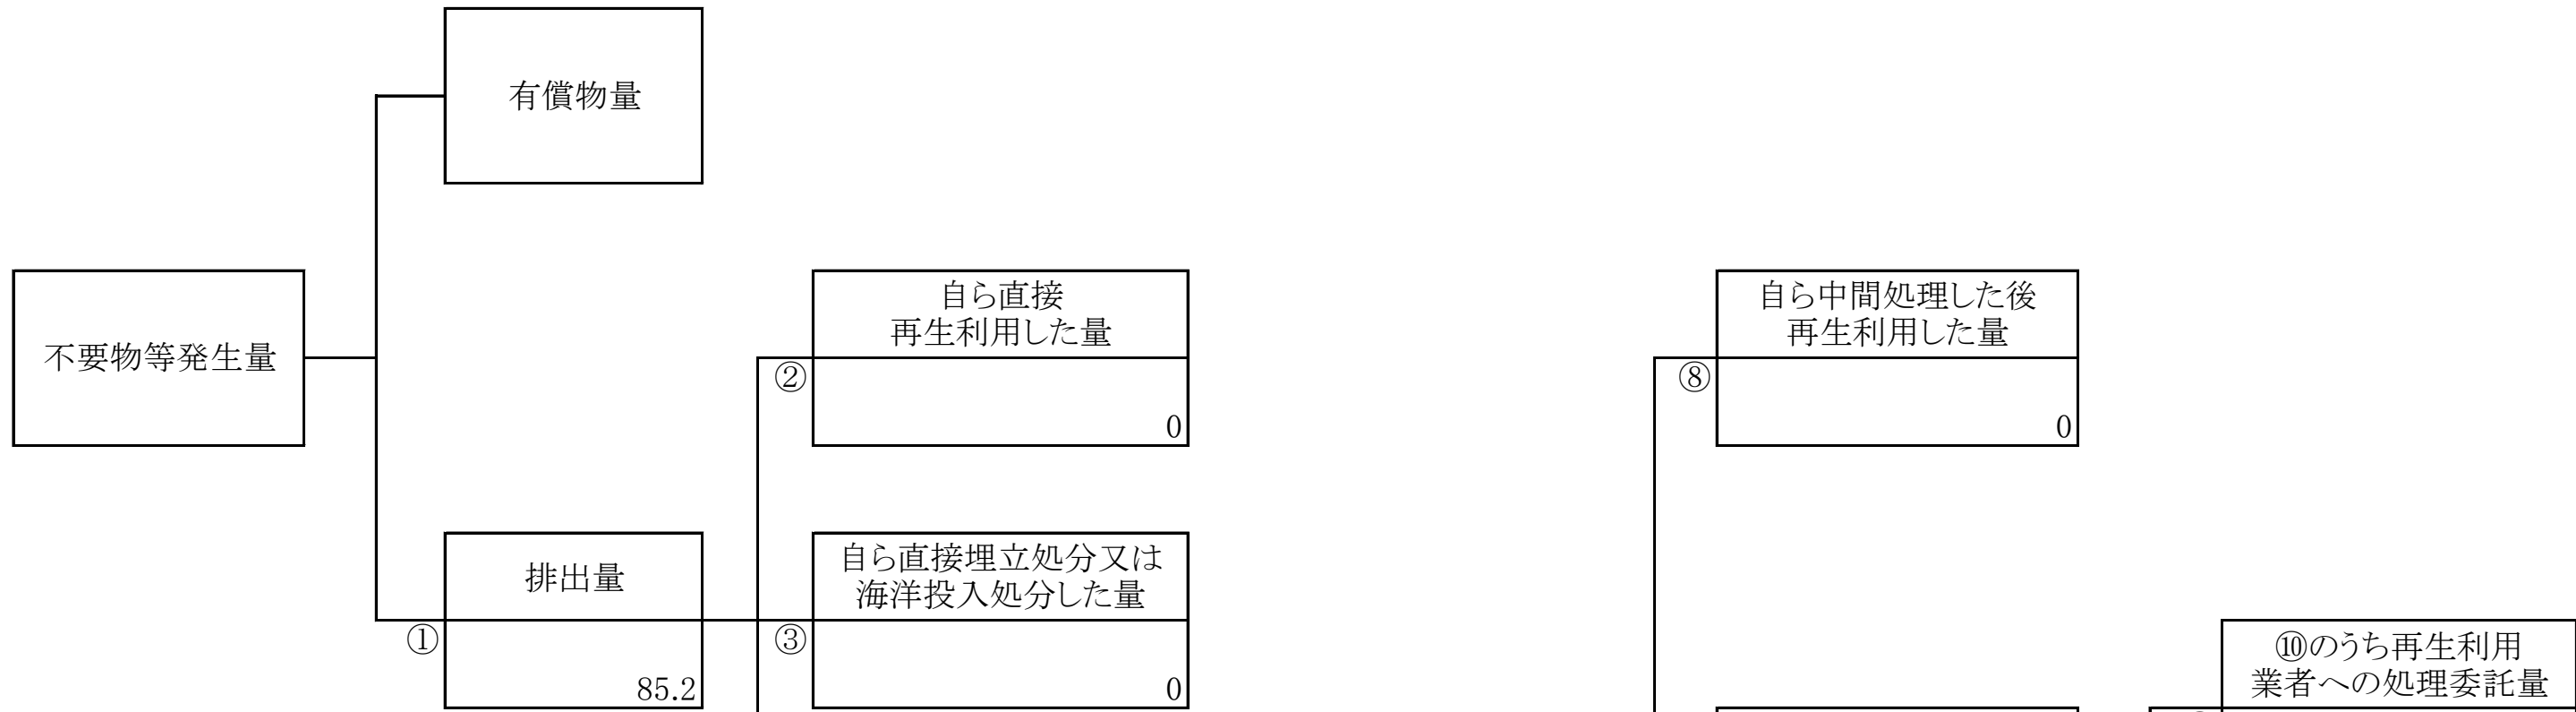 有償物量
不要物等発生量
自ら直接
再生利用した量
②
0
自ら中間処理した後
再生利用した量
⑧
0
排出量
①
85.2
自ら直接埋立処分又は
海洋投入処分した量
③
0
⑩のうち再生利用
業者への処理委託量